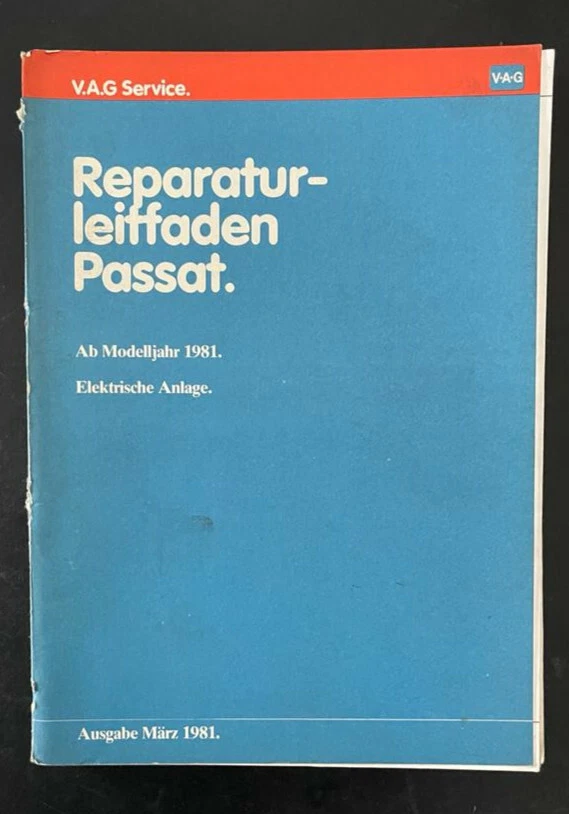 V.A.G Service.
V·A·G
Reparatur-
leitfaden
Passat.
Ab Modelljahr 1981.
Elektrische Anlage.
Ausgabe März 1981.